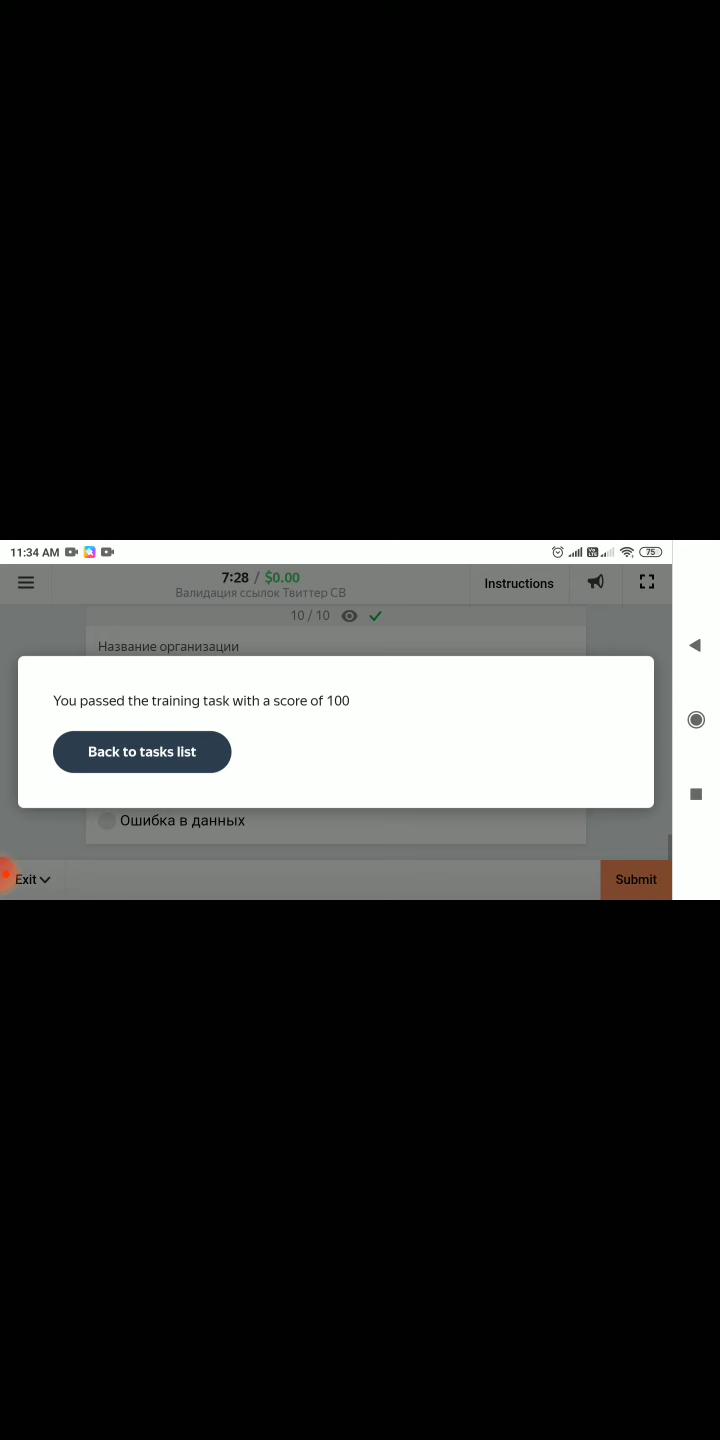 11:34 AM
75
7:28 / $0.00
Валидация ссылок Твиттер СВ
Instructions
10 / 10
Название организации
You passed the training task with a score of 100
Back to tasks list
Ошибка в данных
Exit
Submit